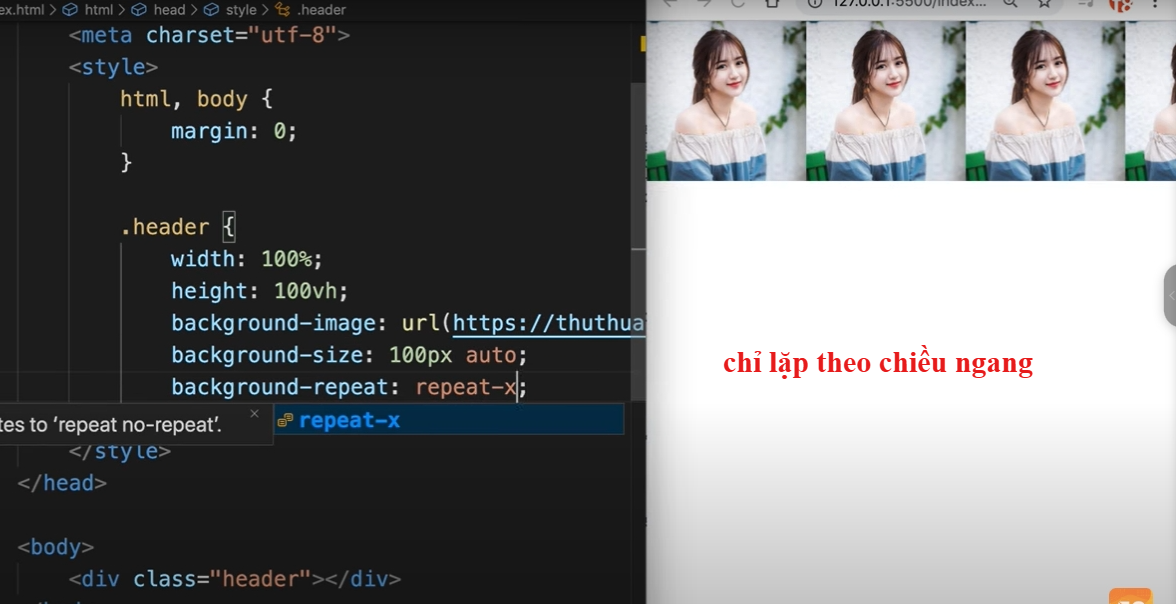 ex.html > html > head > style > .header
127.0.0.1:5500/index...
<meta charset="utf-8">
<style>
html, body {
margin: 0;
}
.header {
width: 100%;
height: 100vh;
background-image: url(https://thuthua
background-size: 100px auto;
background-repeat: repeat-x;
tes to ‘repeat no-repeat’.
repeat-x
</style>
</head>
<body>
<div class="header"></div>
chỉ lặp theo chiều ngang